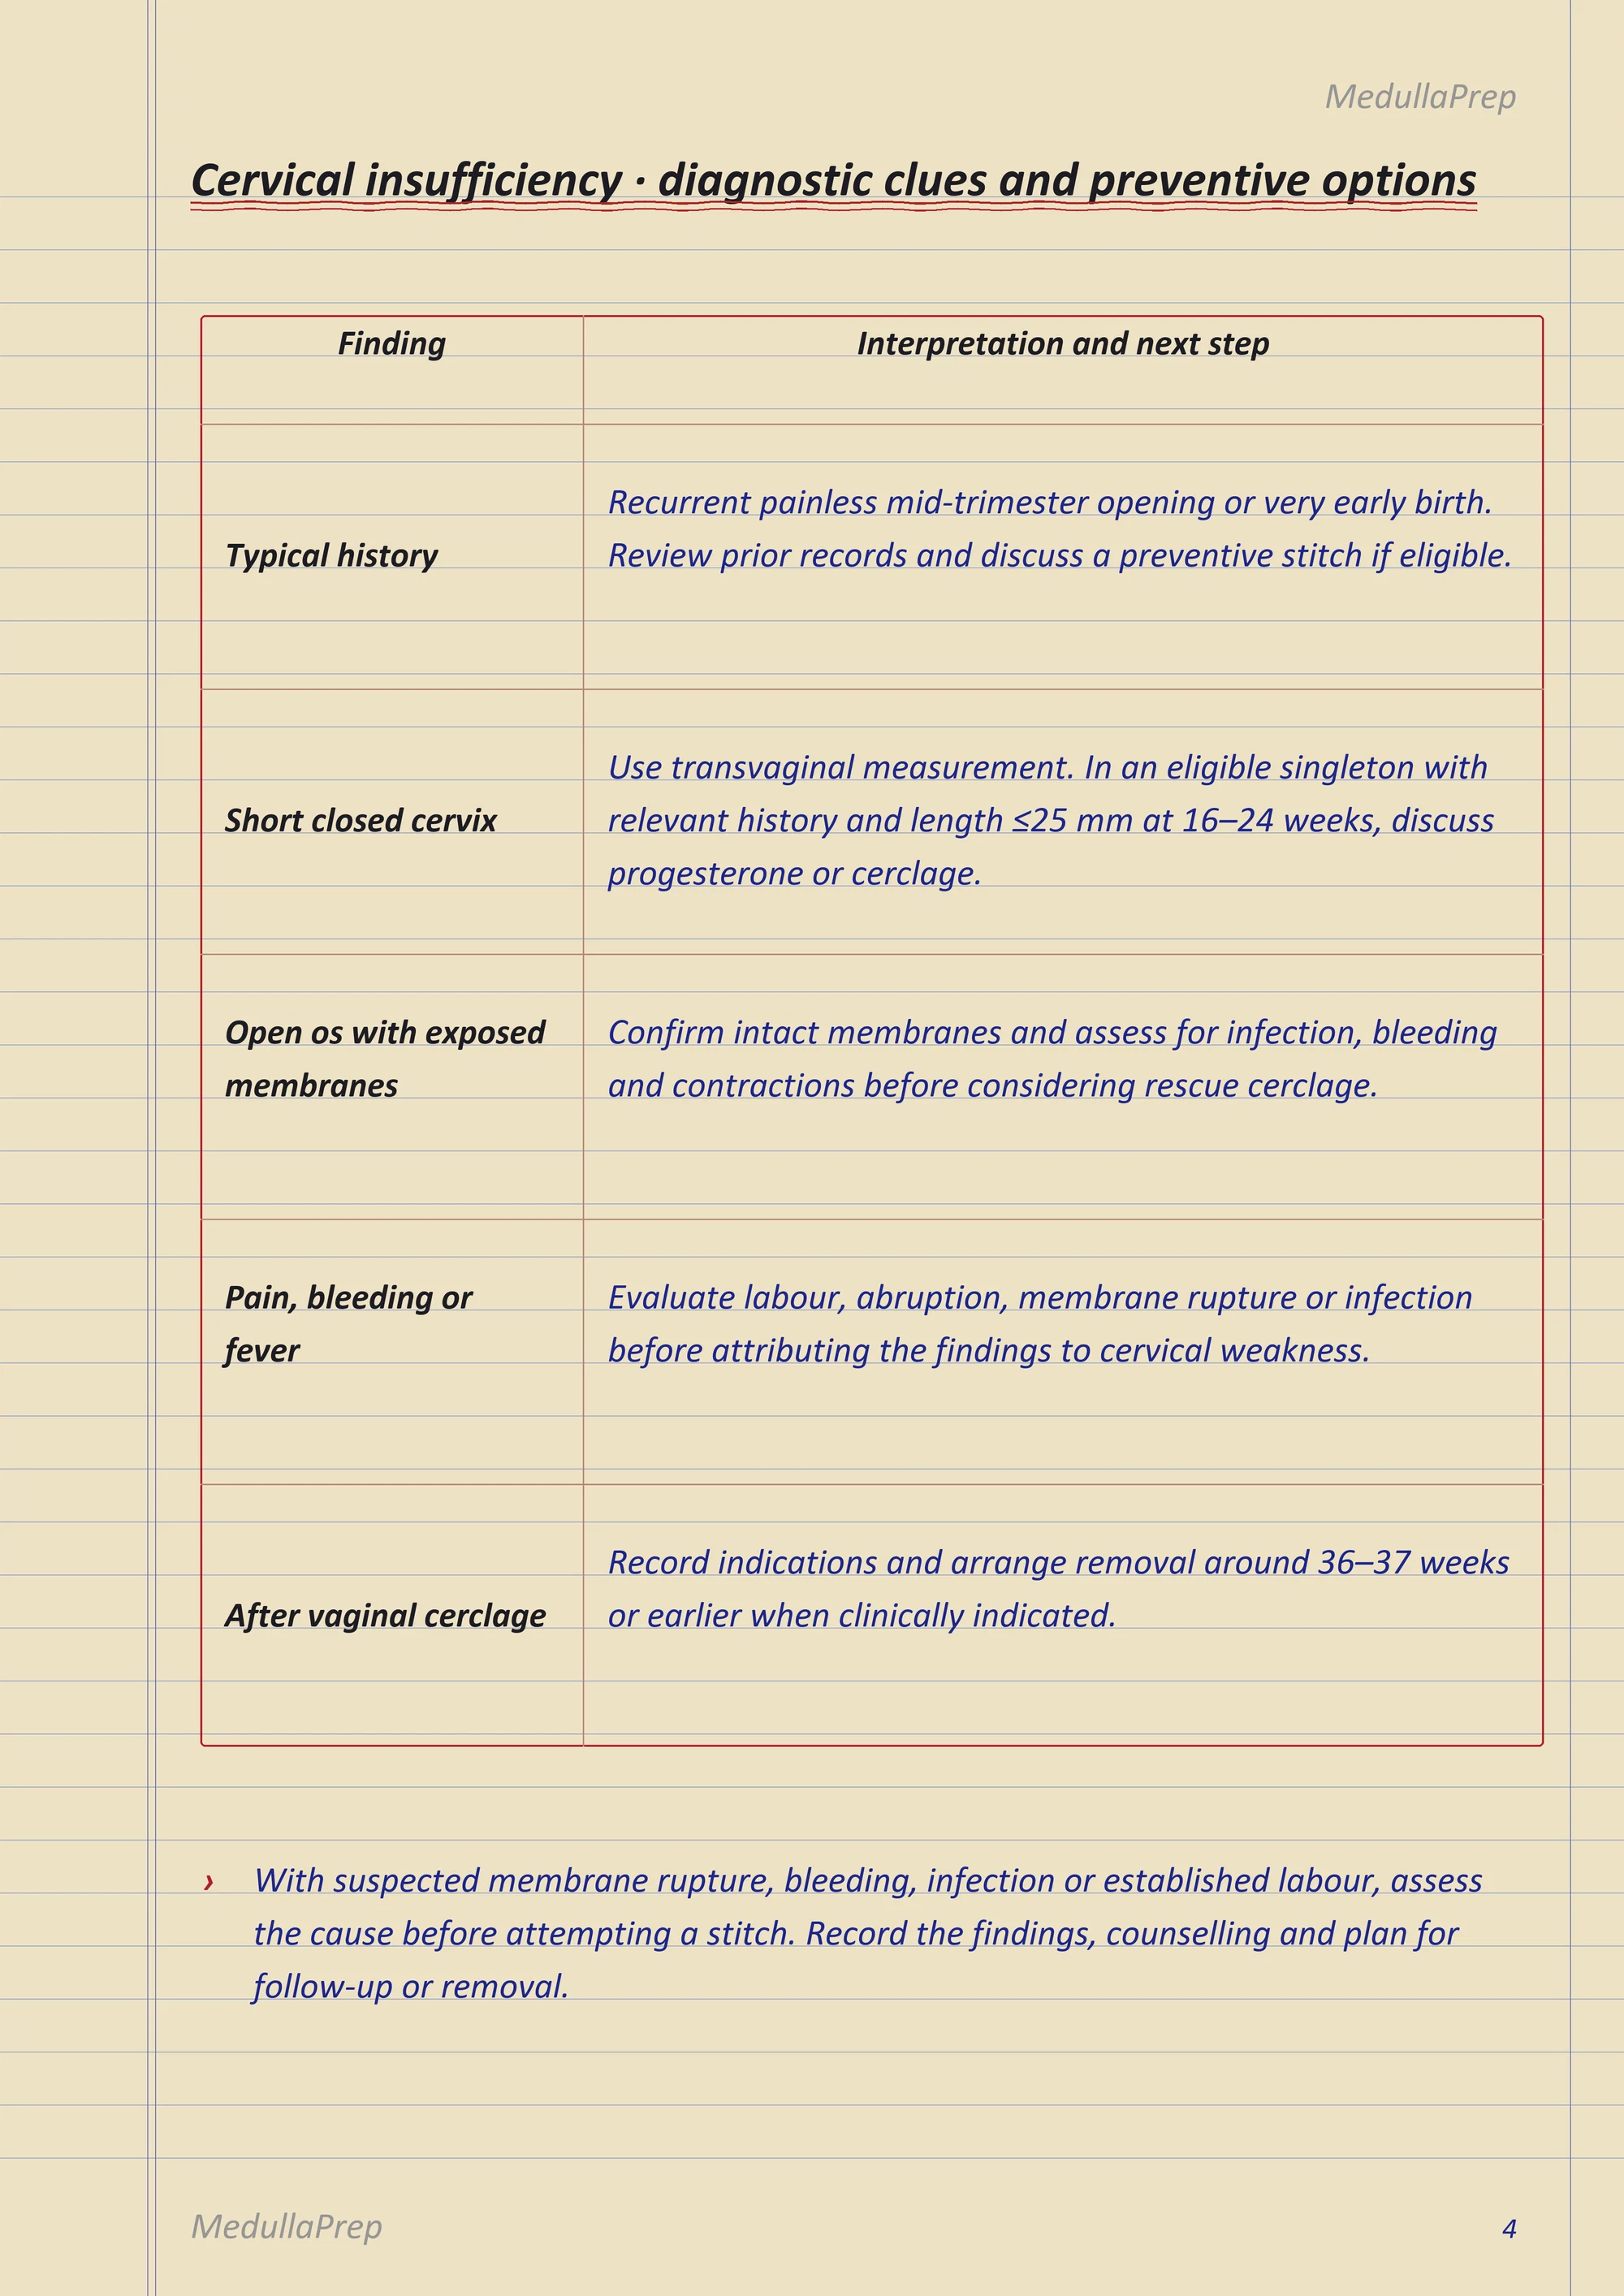 MedullaPrep
Cervical insufficiency · diagnostic clues and preventive options
Finding
Interpretation and next step
Typical history
Recurrent painless mid-trimester opening or very early birth.
Review prior records and discuss a preventive stitch if eligible.
Short closed cervix
Use transvaginal measurement. In an eligible singleton with
relevant history and length ≤25 mm at 16–24 weeks, discuss
progesterone or cerclage.
Open os with exposed
membranes
Confirm intact membranes and assess for infection, bleeding
and contractions before considering rescue cerclage.
Pain, bleeding or
fever
Evaluate labour, abruption, membrane rupture or infection
before attributing the findings to cervical weakness.
After vaginal cerclage
Record indications and arrange removal around 36–37 weeks
or earlier when clinically indicated.
› With suspected membrane rupture, bleeding, infection or established labour, assess
the cause before attempting a stitch. Record the findings, counselling and plan for
follow-up or removal.
MedullaPrep
4